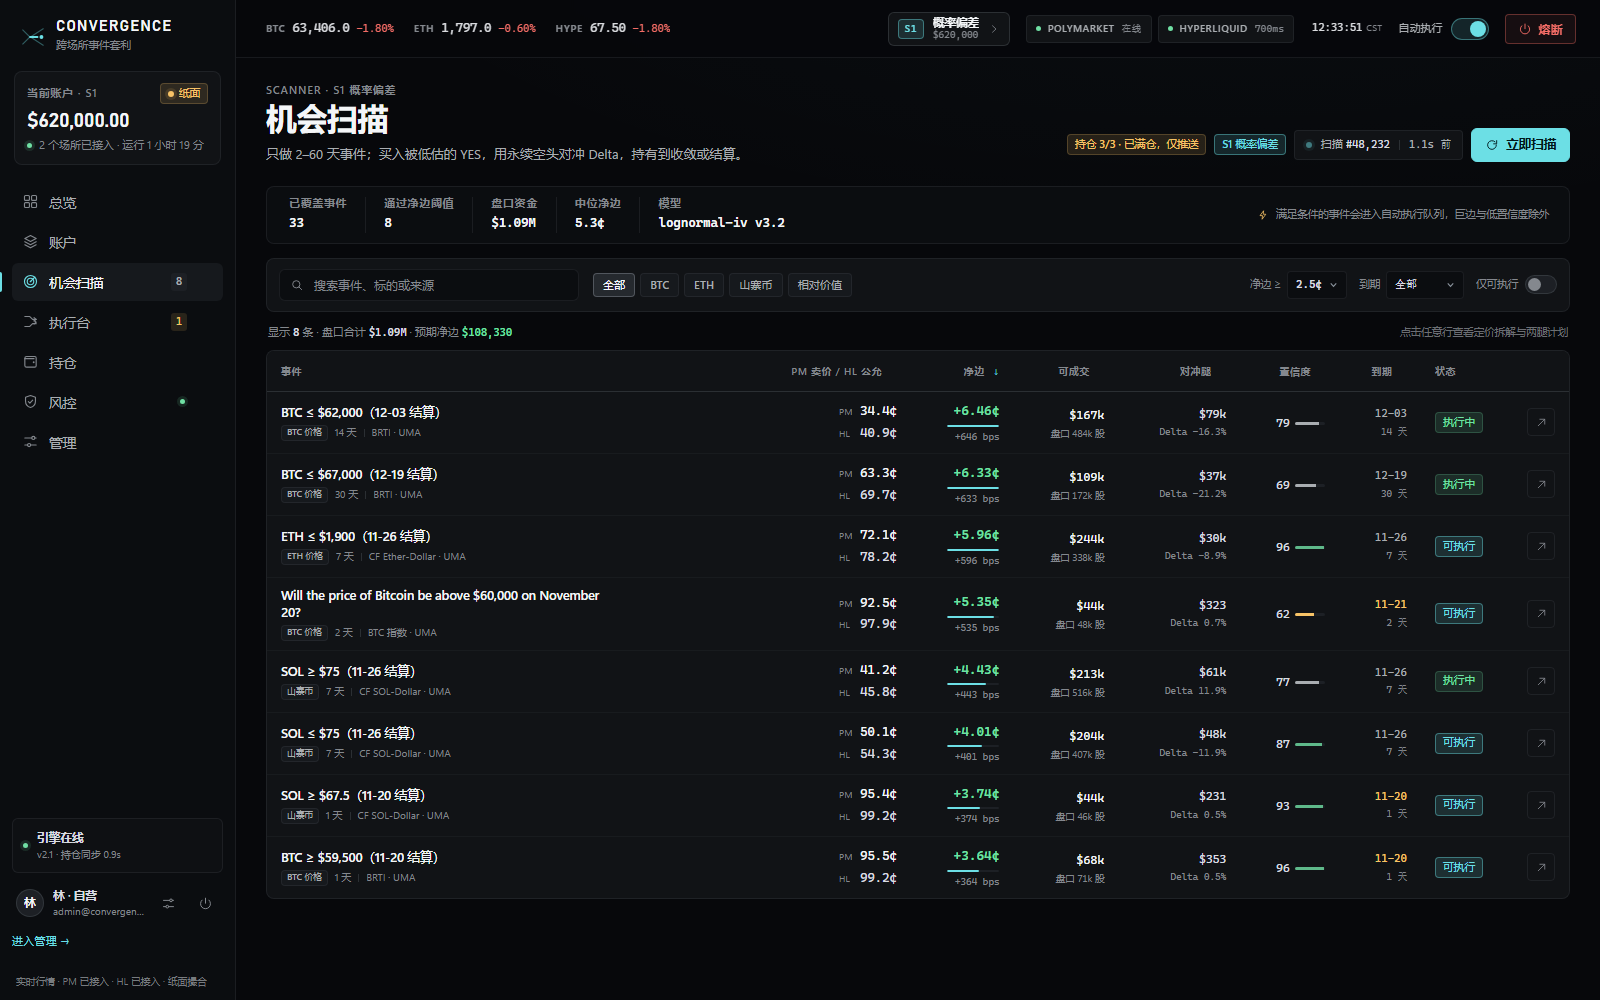 CONVERGENCE
跨场所事件套利
当前账户 · S1
纸面
$620,000.00
2 个场所已接入 · 运行 1 小时 19 分
总览
账户
机会扫描 8
执行台 1
持仓
风控
管理
引擎在线
v2.1 · 持仓同步 0.9s
林
林 · 自营
admin@convergen...
进入管理 →
实时行情 · PM 已接入 · HL 已接入 · 纸面撮合
BTC 63,406.0 −1.80% ETH 1,797.0 −0.60% HYPE 67.50 −1.80%
S1 概率偏差 $620,000
POLYMARKET 在线
HYPERLIQUID 700ms
12:33:51 CST
自动执行
熔断
SCANNER · S1 概率偏差
机会扫描
只做 2–60 天事件；买入被低估的 YES，用永续空头对冲 Delta，持有到收敛或结算。
持仓 3/3 · 已满仓，仅推送
S1 概率偏差
扫描 #48,232 1.1s 前
立即扫描
已覆盖事件 通过净边阈值 盘口资金 中位净边 模型
33 8 $1.09M 5.3¢ lognormal-iv v3.2
满足条件的事件会进入自动执行队列，巨边与低置信度除外
搜索事件、标的或来源
全部 BTC ETH 山寨币 相对价值
净边 ≥ 2.5¢ 到期 全部 仅可执行
显示 8 条 · 盘口合计 $1.09M · 预期净边 $108,330
点击任意行查看定价拆解与两腿计划
事件 PM 卖价 / HL 公允 净边 ↓ 可成交 对冲腿 置信度 到期 状态
BTC ≤ $62,000（12-03 结算） PM 34.4¢ +6.46¢ $167k $79k 79 12-03 执行中
BTC 价格 14 天 BRTI · UMA HL 40.9¢ +646 bps 盘口 484k 股 Delta −16.3% 14 天
BTC ≤ $67,000（12-19 结算） PM 63.3¢ +6.33¢ $109k $37k 69 12-19 执行中
BTC 价格 30 天 BRTI · UMA HL 69.7¢ +633 bps 盘口 172k 股 Delta −21.2% 30 天
ETH ≤ $1,900（11-26 结算） PM 72.1¢ +5.96¢ $244k $30k 96 11-26 可执行
ETH 价格 7 天 CF Ether-Dollar · UMA HL 78.2¢ +596 bps 盘口 338k 股 Delta −8.9% 7 天
Will the price of Bitcoin be above $60,000 on November
20? PM 92.5¢ +5.35¢ $44k $323 62 11-21 可执行
BTC 价格 2 天 BTC 指数 · UMA HL 97.9¢ +535 bps 盘口 48k 股 Delta 0.7% 2 天
SOL ≥ $75（11-26 结算） PM 41.2¢ +4.43¢ $213k $61k 77 11-26 执行中
山寨币 7 天 CF SOL-Dollar · UMA HL 45.8¢ +443 bps 盘口 516k 股 Delta 11.9% 7 天
SOL ≤ $75（11-26 结算） PM 50.1¢ +4.01¢ $204k $48k 87 11-26 可执行
山寨币 7 天 CF SOL-Dollar · UMA HL 54.3¢ +401 bps 盘口 407k 股 Delta −11.9% 7 天
SOL ≥ $67.5（11-20 结算） PM 95.4¢ +3.74¢ $44k $231 93 11-20 可执行
山寨币 1 天 CF SOL-Dollar · UMA HL 99.2¢ +374 bps 盘口 46k 股 Delta 0.5% 1 天
BTC ≥ $59,500（11-20 结算） PM 95.5¢ +3.64¢ $68k $353 96 11-20 可执行
BTC 价格 1 天 BRTI · UMA HL 99.2¢ +364 bps 盘口 71k 股 Delta 0.5% 1 天